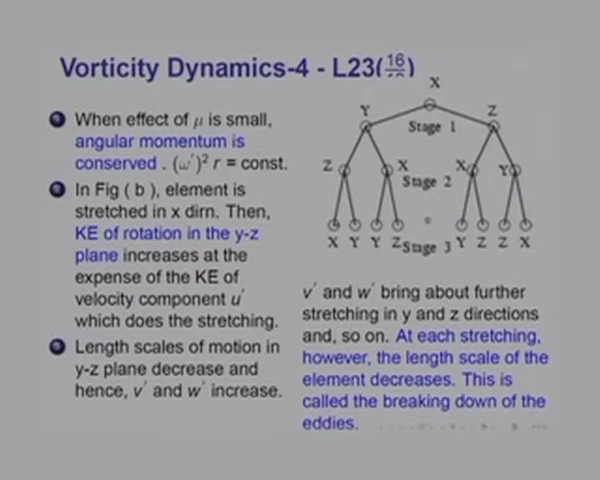 Vorticity Dynamics-4 - L23(16/
When effect of μ is small,
angular momentum is
conserved . (ω′)² r = const.
In Fig ( b ), element is
stretched in x dirn. Then,
KE of rotation in the y-z
plane increases at the
expense of the KE of
velocity component u′
which does the stretching.
Length scales of motion in
y-z plane decrease and
hence, v′ and w′ increase.
X
Y Z
Stage 1
Z X X Y
Stage 2
X Y Y Z Stage 3 Y Z Z X
v′ and w′ bring about further
stretching in y and z directions
and, so on. At each stretching,
however, the length scale of the
element decreases. This is
called the breaking down of the
eddies.